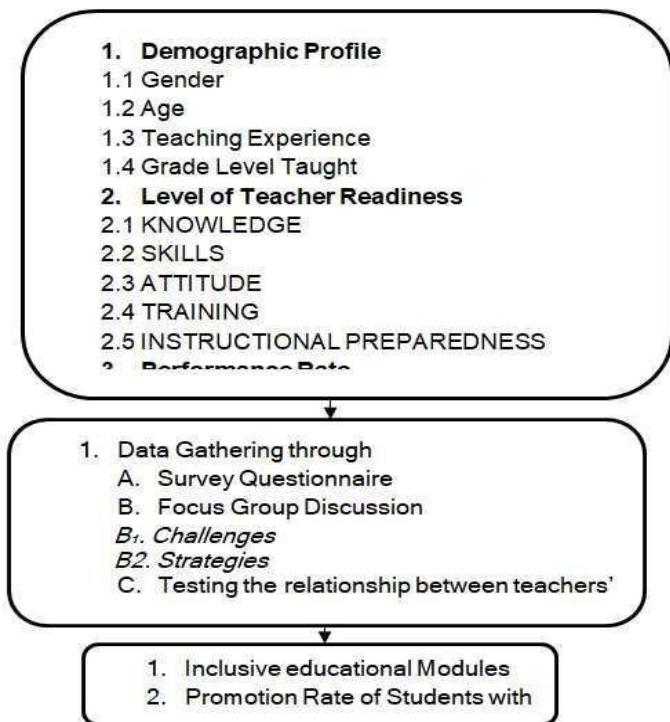 1. Demographic Profile
1.1 Gender
1.2 Age
1.3 Teaching Experience
1.4 Grade Level Taught
2. Level of Teacher Readiness
2.1 KNOWLEDGE
2.2 SKILLS
2.3 ATTITUDE
2.4 TRAINING
2.5 INSTRUCTIONAL PREPAREDNESS
3. Performance Rate
1. Data Gathering through
A. Survey Questionnaire
B. Focus Group Discussion
B1. Challenges
B2. Strategies
C. Testing the relationship between teachers’
1. Inclusive educational Modules
2. Promotion Rate of Students with